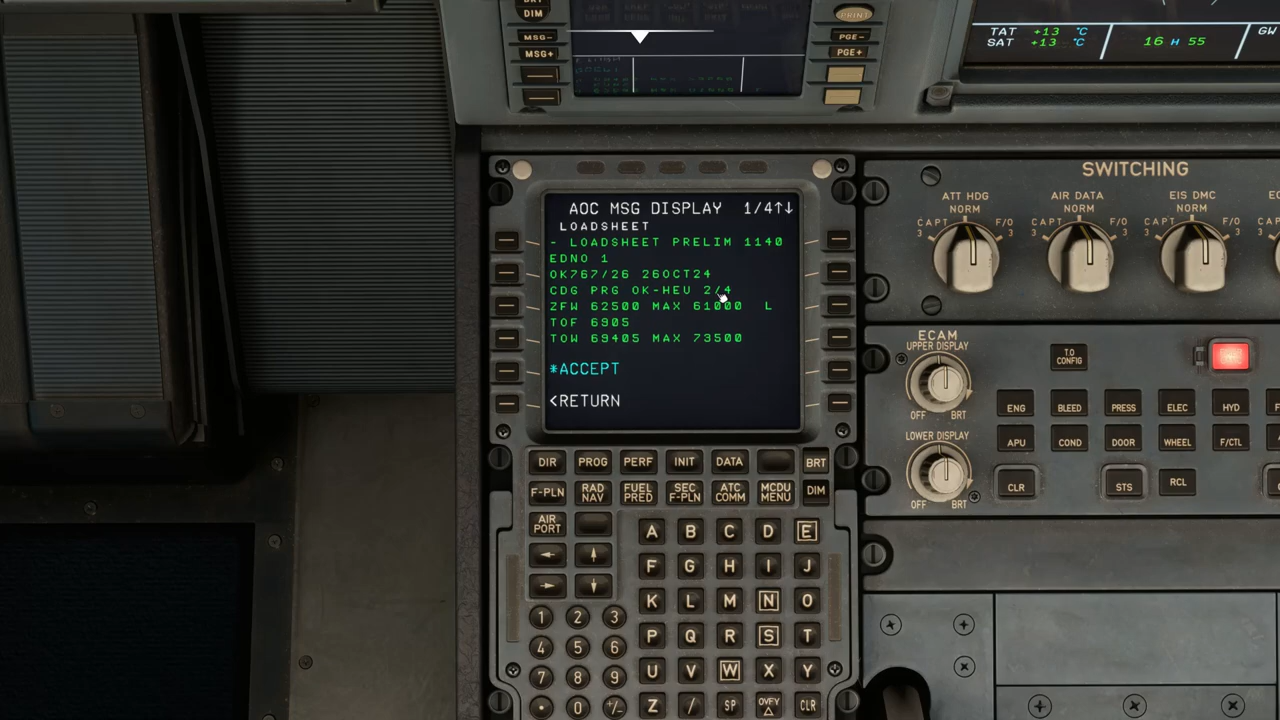 DIM
PRINT
MSG-
PGE-
MSG+
PGE+
TAT +13 °C
SAT +13 °C
16 H 55
GW
AOC MSG DISPLAY 1/4↑↓
LOADSHEET
- LOADSHEET PRELIM 1140
EDNO 1
OK767/26 26OCT24
CDG PRG OK-HEU 2/4
ZFW 62500 MAX 61000 L
TOF 6905
TOW 69405 MAX 73500
*ACCEPT
<RETURN
DIR PROG PERF INIT DATA BRT
F-PLN RAD NAV FUEL PRED SEC F-PLN ATC COMM MCDU MENU DIM
AIR PORT
← ↑
→ ↓
A B C D E
F G H I J
K L M N O
P Q R S T
U V W X Y
Z / SP OVFY △ CLR
1 2 3
4 5 6
7 8 9
. 0 +/-
SWITCHING
ATT HDG AIR DATA EIS DMC
NORM NORM NORM
CAPT F/O CAPT F/O CAPT F/O
3 3 3 3 3 3
ECAM
UPPER DISPLAY
OFF BRT
T.O CONFIG
LOWER DISPLAY
OFF BRT
ENG BLEED PRESS ELEC HYD
APU COND DOOR WHEEL F/CTL
CLR STS RCL